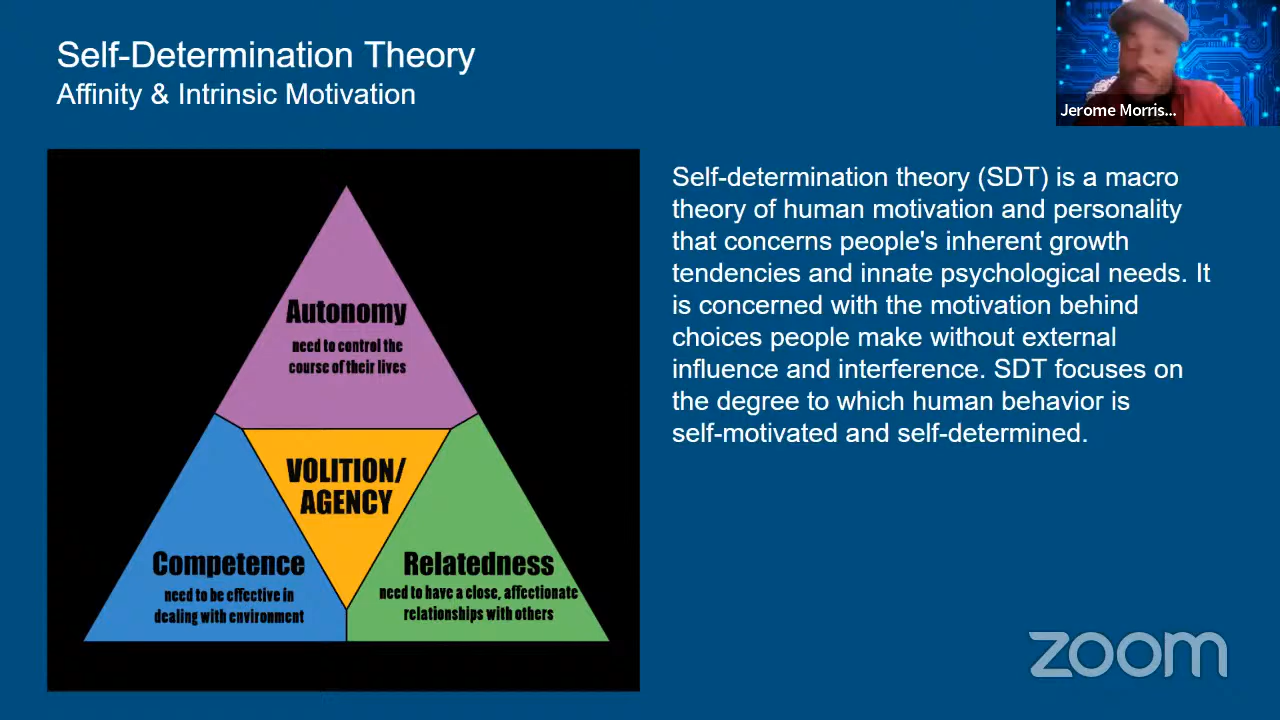 Self-Determination Theory
Affinity & Intrinsic Motivation
Jerome Morris...
Autonomy
need to control the
course of their lives
VOLITION/
AGENCY
Competence
need to be effective in
dealing with environment
Relatedness
need to have a close, affectionate
relationships with others
Self-determination theory (SDT) is a macro
theory of human motivation and personality
that concerns people's inherent growth
tendencies and innate psychological needs. It
is concerned with the motivation behind
choices people make without external
influence and interference. SDT focuses on
the degree to which human behavior is
self-motivated and self-determined.
zoom